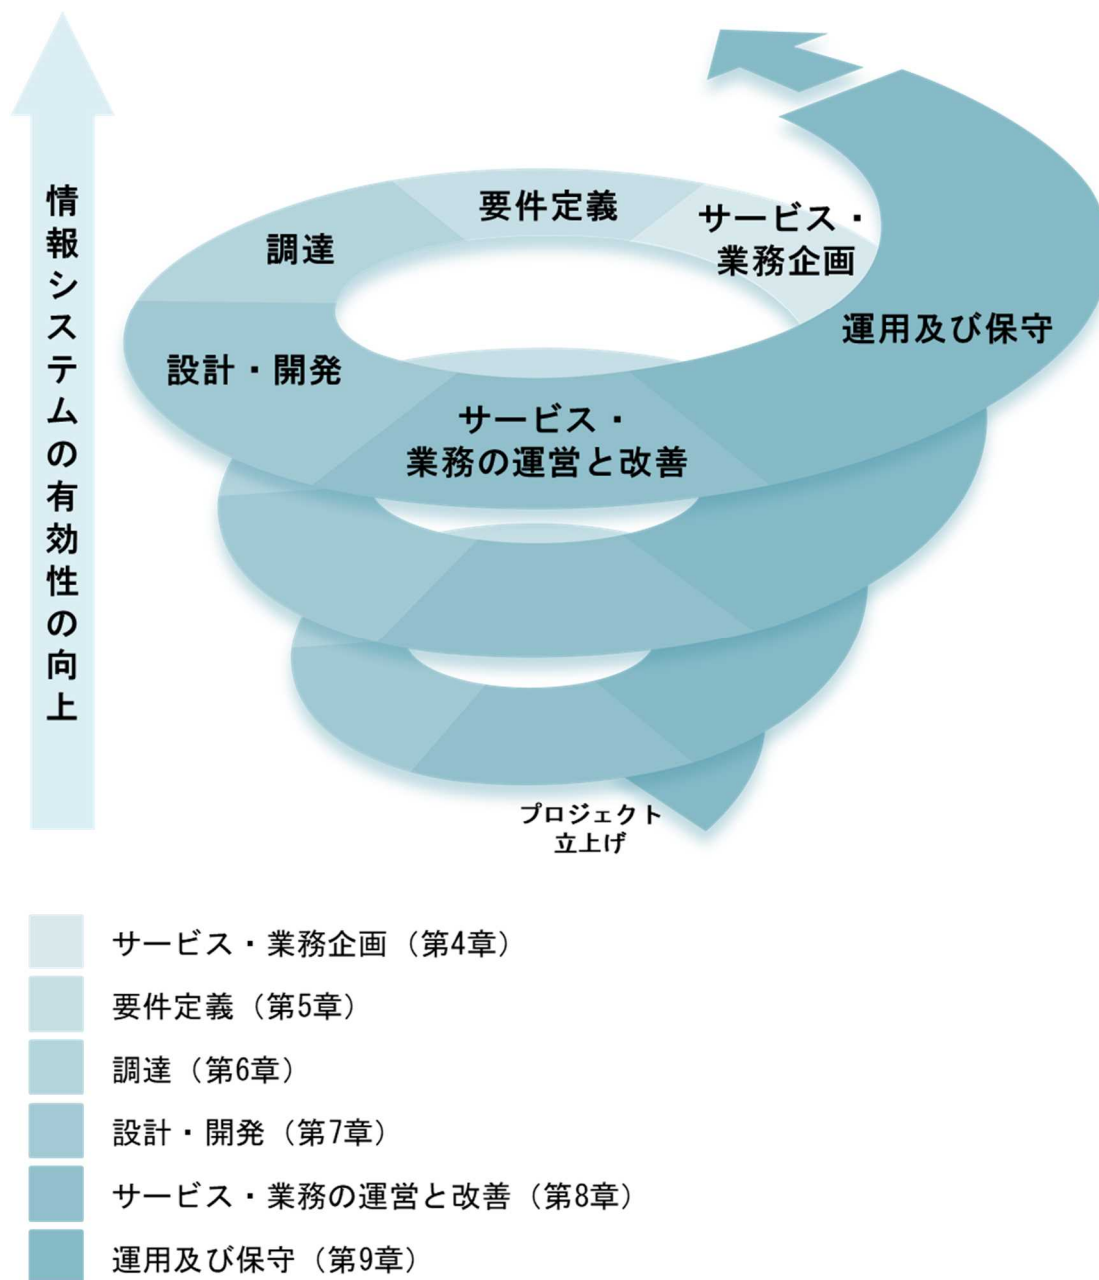 情報システムの有効性の向上
要件定義
サービス・
業務企画
調達
運用及び保守
設計・開発
サービス・
業務の運営と改善
プロジェクト
立上げ
サービス・業務企画（第4章）
要件定義（第5章）
調達（第6章）
設計・開発（第7章）
サービス・業務の運営と改善（第8章）
運用及び保守（第9章）